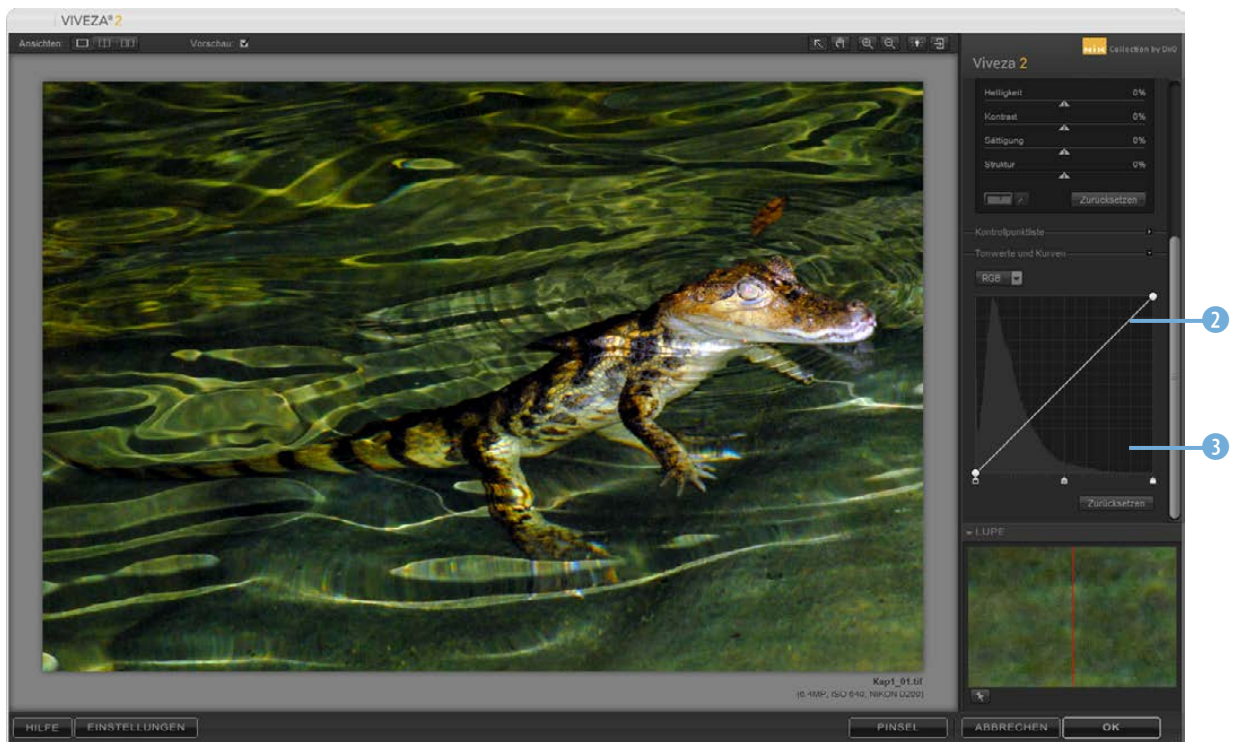 VIVEZA® 2
Ansichten: Vorschau:
Nik Collection by DxO
Viveza 2
Helligkeit 0%
Kontrast 0%
Sättigung 0%
Struktur 0%
Zurücksetzen
Kontrollpunktliste
Tonwerte und Kurven
RGB
2
3
Zurücksetzen
LUPE
Kap1_01.tif
(6.4MP, ISO 640, NIKON D200)
HILFE EINSTELLUNGEN PINSEL ABBRECHEN OK